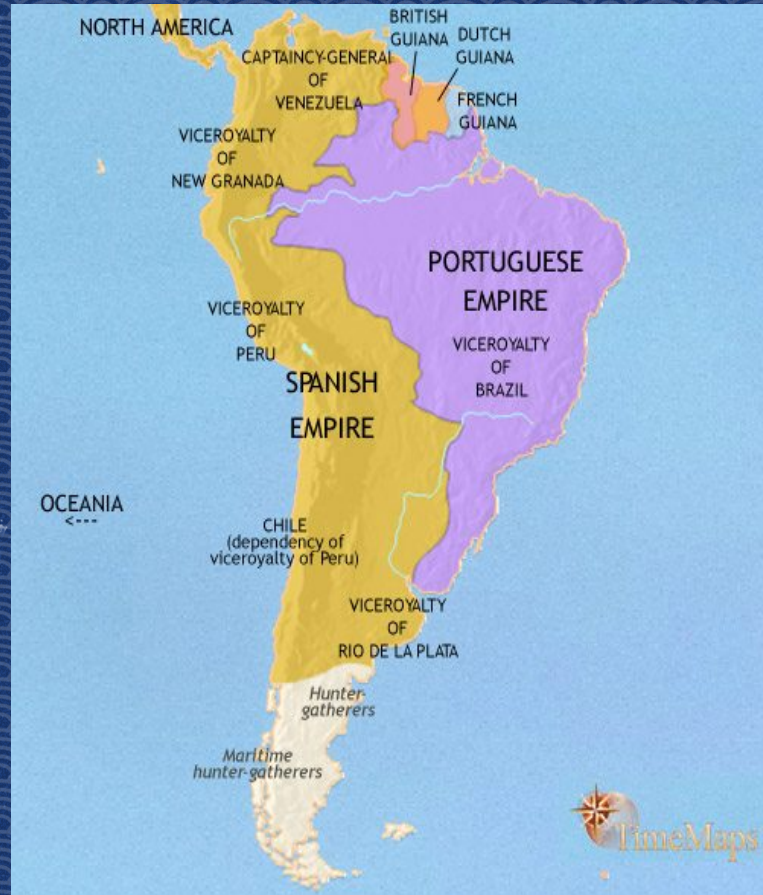 NORTH AMERICA
BRITISH
GUIANA
DUTCH
GUIANA
CAPTAINCY-GENERAL
OF
VENEZUELA
FRENCH
GUIANA
VICEROYALTY
OF
NEW GRANADA
PORTUGUESE
EMPIRE
VICEROYALTY
OF
PERU
VICEROYALTY
OF
BRAZIL
SPANISH
EMPIRE
OCEANIA
<---
CHILE
(dependency of
viceroyalty of Peru)
VICEROYALTY
OF
RIO DE LA PLATA
Hunter-
gatherers
Maritime
hunter-gatherers
TimeMaps